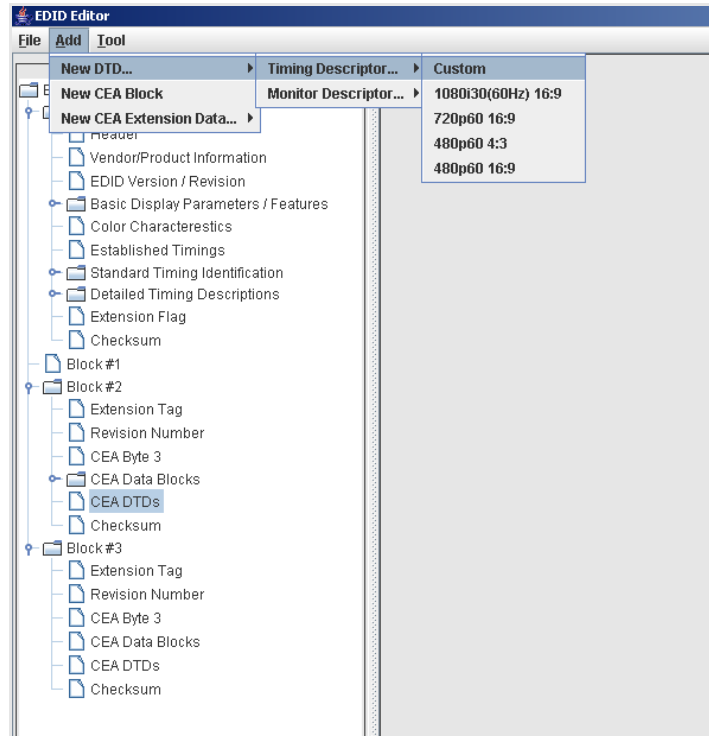 EDID Editor
File Add Tool
New DTD...
New CEA Block
New CEA Extension Data...
Timing Descriptor...
Monitor Descriptor...
Custom
1080i30(60Hz) 16:9
720p60 16:9
480p60 4:3
480p60 16:9
Header
Vendor/Product Information
EDID Version / Revision
Basic Display Parameters / Features
Color Characterestics
Established Timings
Standard Timing Identification
Detailed Timing Descriptions
Extension Flag
Checksum
Block #1
Block #2
Extension Tag
Revision Number
CEA Byte 3
CEA Data Blocks
CEA DTDs
Checksum
Block #3
Extension Tag
Revision Number
CEA Byte 3
CEA Data Blocks
CEA DTDs
Checksum